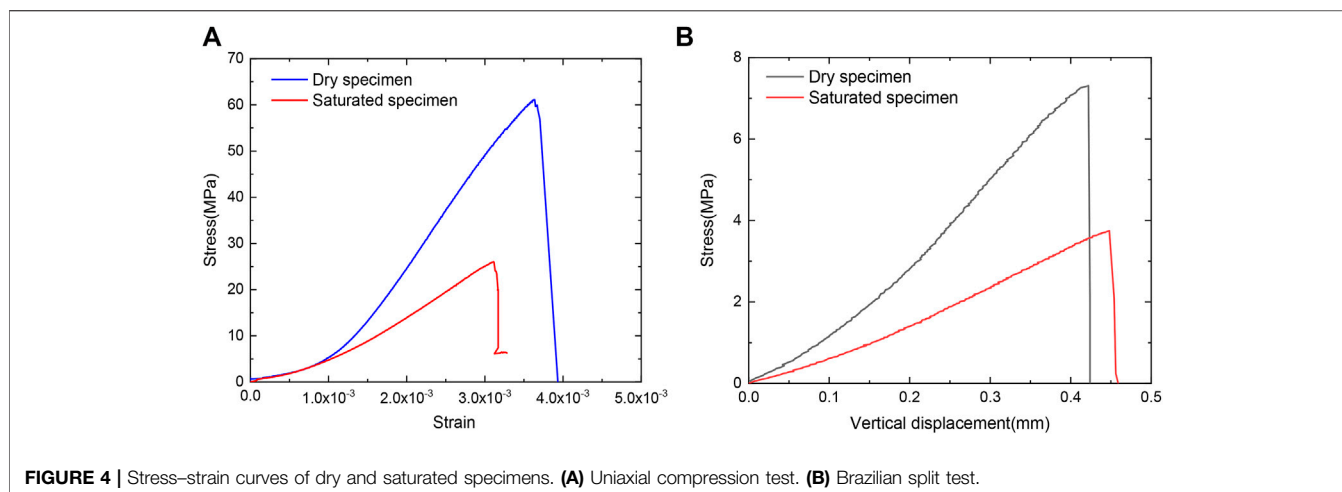 A
70
60
50
40
30
20
10
0
Stress(MPa)
Dry specimen
Saturated specimen
0.0 1.0x10⁻³ 2.0x10⁻³ 3.0x10⁻³ 4.0x10⁻³ 5.0x10⁻³
Strain
B
8
6
4
2
0
Stress(MPa)
Dry specimen
Saturated specimen
0.0 0.1 0.2 0.3 0.4 0.5
Vertical displacement(mm)
FIGURE 4 | Stress–strain curves of dry and saturated specimens. (A) Uniaxial compression test. (B) Brazilian split test.